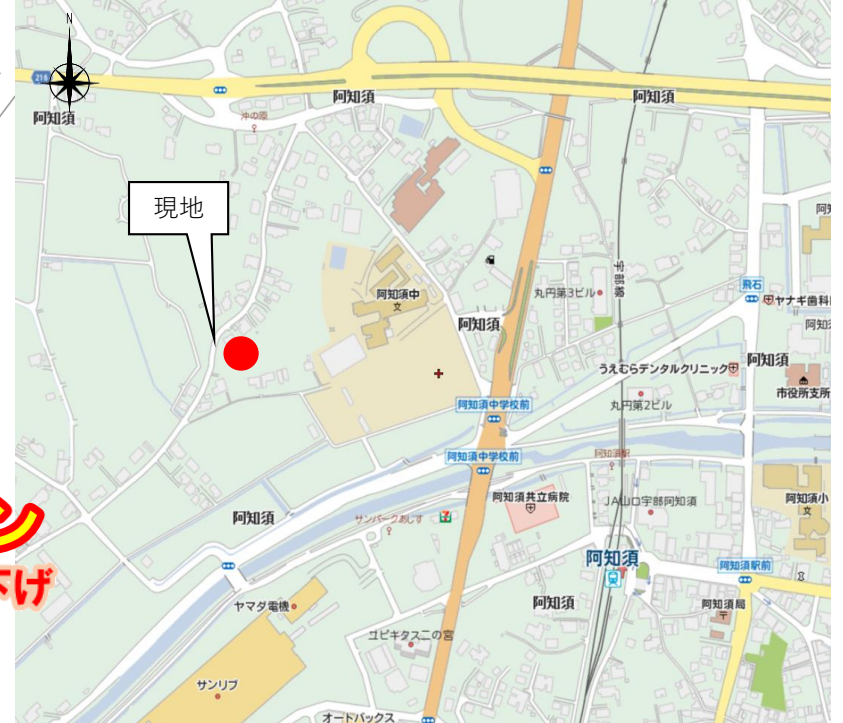 N
216
阿知須
阿知須
阿知須
沖の原
現地
阿知須中
文
丸円第3ビル
宇部線
飛石
ヤナギ歯科
阿知須
阿知須
うえむらデンタルクリニック
丸円第2ビル
市役所支所
阿知須中学校前
阿知須中学校前
阿知須駅
阿知須共立病院
JA山口宇部阿知須
阿知須小
文
阿知須
サンパークあじす
7
ン
下げ
阿知須
阿知須駅前
ヤマダ電機
阿知須
阿知須局
ユピキタス二の宮
サンリブ
オートバックス